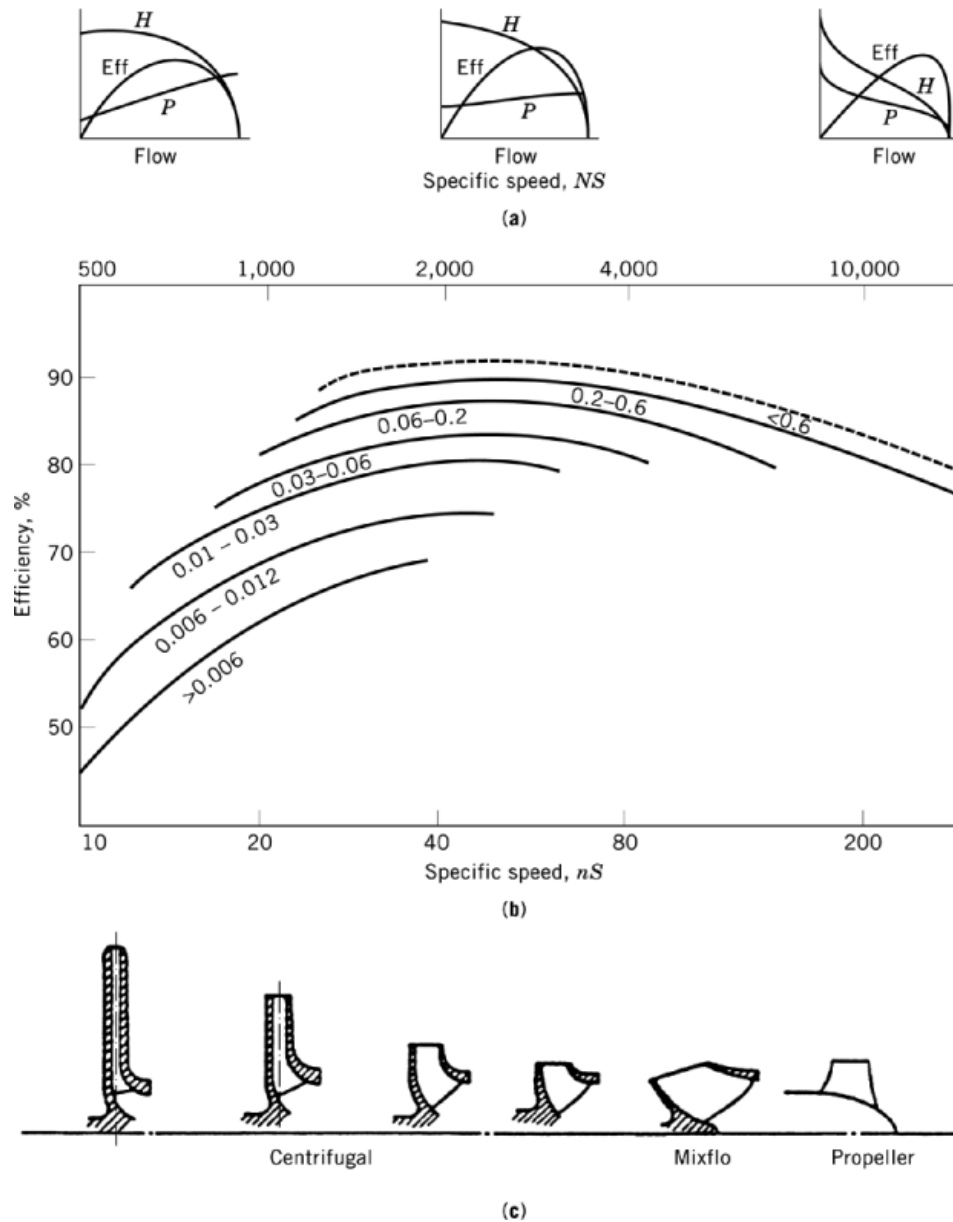 H
Eff
P
Flow
H
Eff
P
Flow
Eff
H
P
Flow
Specific speed, NS
(a)
500 1,000 2,000 4,000 10,000
90
80
70
60
50
Efficiency, %
0.2–0.6
<0.6
0.06–0.2
0.03–0.06
0.01 – 0.03
0.006 – 0.012
>0.006
10 20 40 80 200
Specific speed, nS
(b)
Centrifugal Mixflo Propeller
(c)